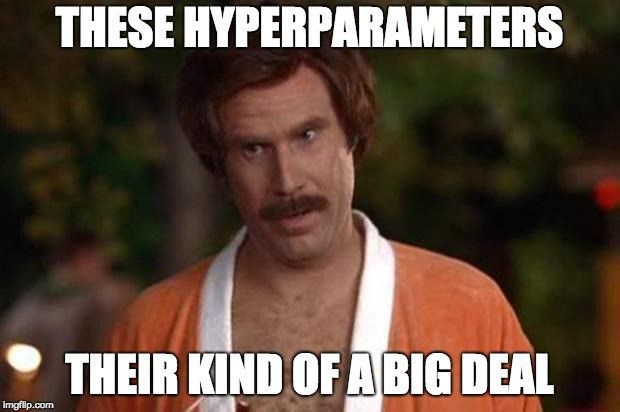 THESE HYPERPARAMETERS
THEIR KIND OF A BIG DEAL
imgflip.com